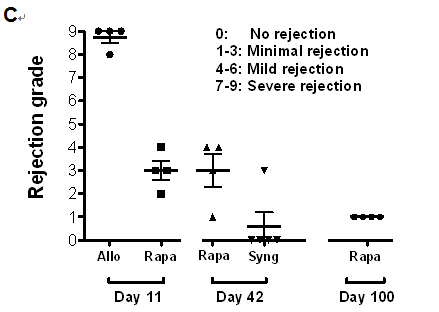 C↵
0: No rejection
1-3: Minimal rejection
4-6: Mild rejection
7-9: Severe rejection
Rejection grade
9
8
7
6
5
4
3
2
1
0
Allo Rapa Rapa Syng Rapa
Day 11 Day 42 Day 100